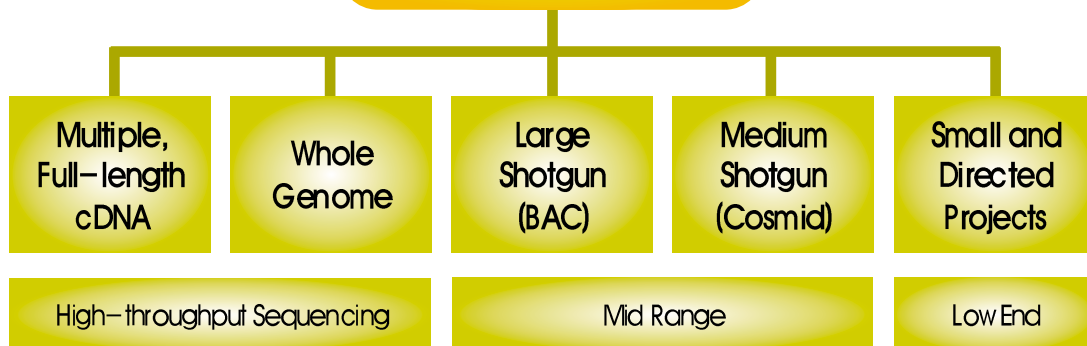 Multiple,
Full-length
cDNA
Whole
Genome
Large
Shotgun
(BAC)
Medium
Shotgun
(Cosmid)
Small and
Directed
Projects
High-throughput Sequencing
Mid Range
Low End